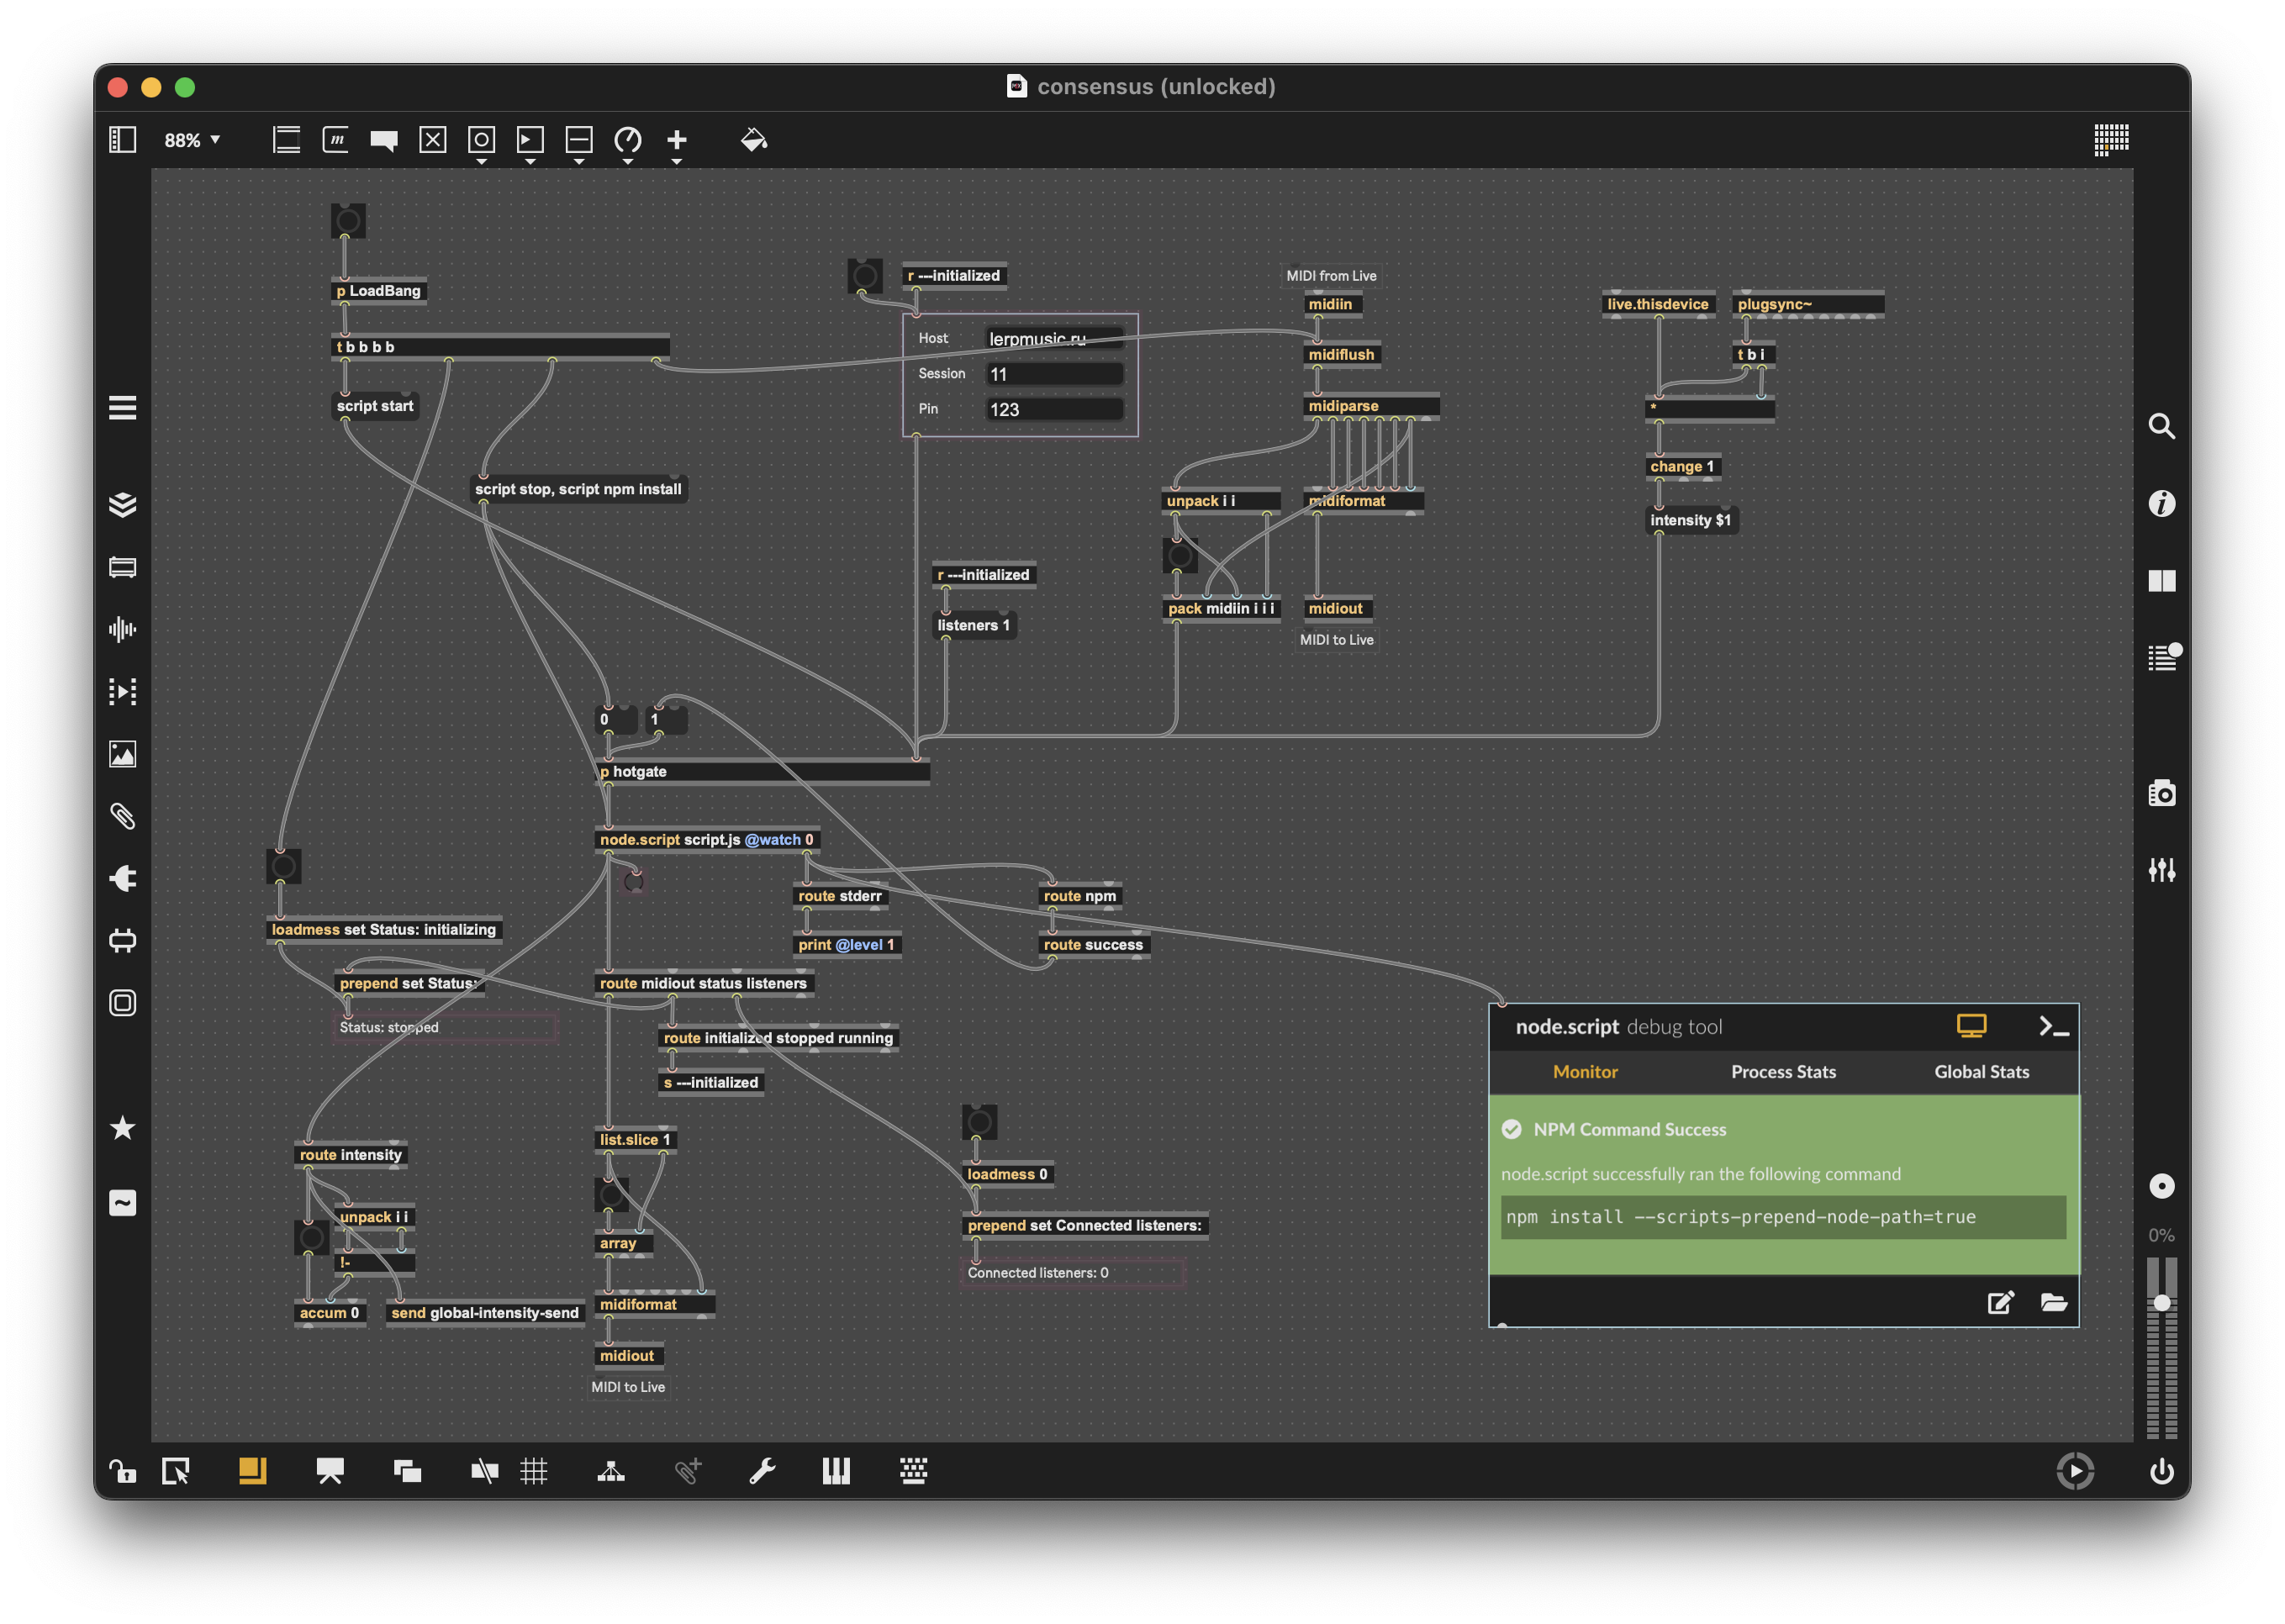 consensus (unlocked)
88%
p LoadBang
t b b b b
script start
script stop, script npm install
r ---initialized
Host
lerpmusic.ru
Session
11
Pin
123
MIDI from Live
midiin
midiflush
midiparse
unpack i i
midiformat
pack midiin i i i
midiout
MIDI to Live
live.thisdevice
plugsync~
t b i
*
change 1
intensity $1
r ---initialized
listeners 1
0
1
p hotgate
node.script script.js @watch 0
route stderr
print @level 1
route npm
route success
loadmess set Status: initializing
prepend set Status:
Status: stopped
route midiout status listeners
route initialized stopped running
s ---initialized
route intensity
unpack i i
!-
accum 0
send global-intensity-send
list.slice 1
array
midiformat
midiout
MIDI to Live
loadmess 0
prepend set Connected listeners:
Connected listeners: 0
node.script debug tool
Monitor
Process Stats
Global Stats
NPM Command Success
node.script successfully ran the following command
npm install --scripts-prepend-node-path=true
0%